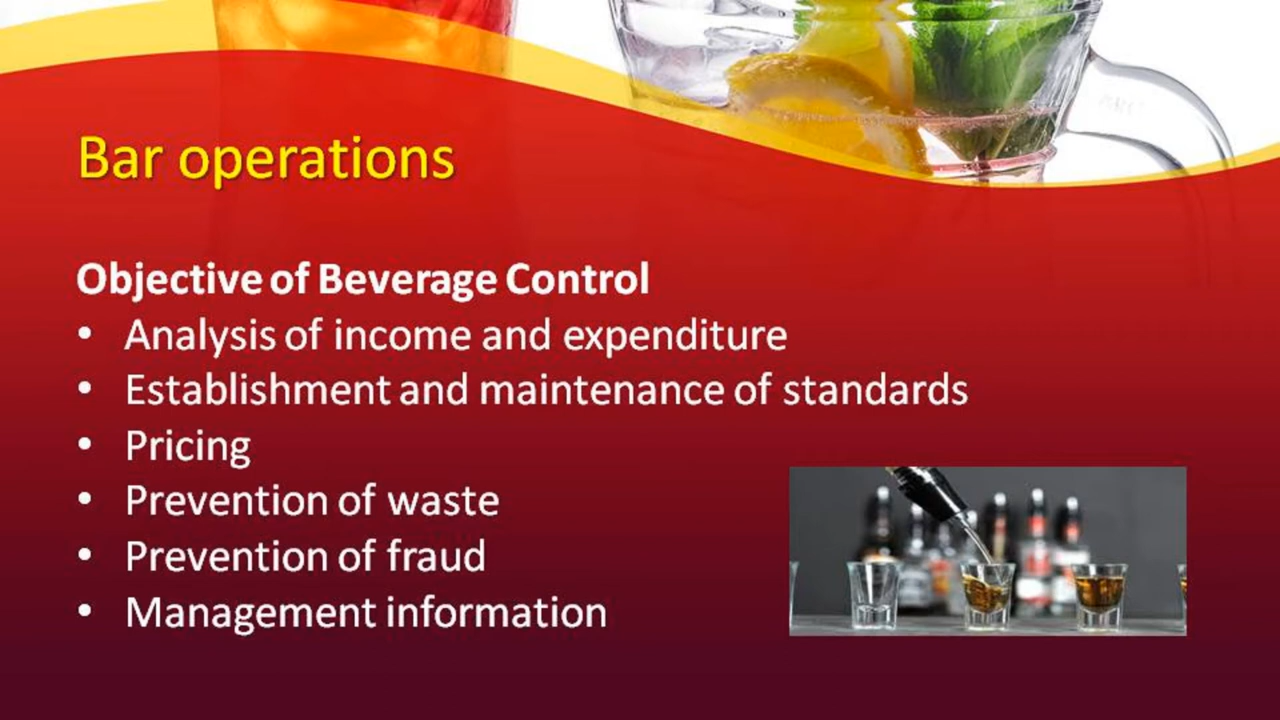 Bar operations
Objective of Beverage Control
• Analysis of income and expenditure
• Establishment and maintenance of standards
• Pricing
• Prevention of waste
• Prevention of fraud
• Management information